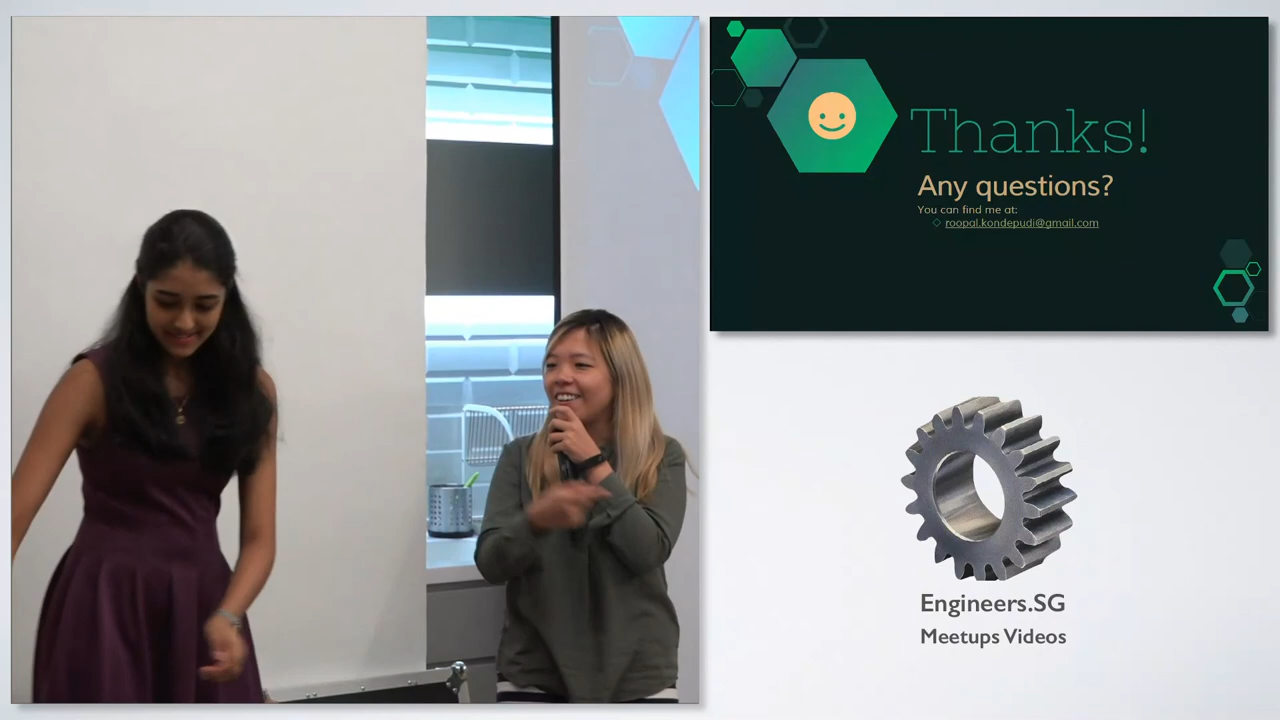 Thanks!
Any questions?
You can find me at:
roopal.kondepudi@gmail.com
Engineers.SG
Meetups Videos